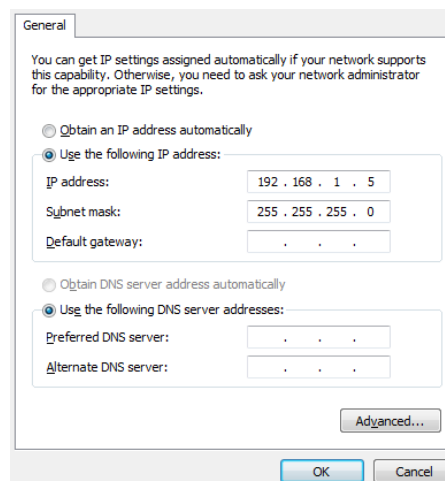 General
You can get IP settings assigned automatically if your network supports
this capability. Otherwise, you need to ask your network administrator
for the appropriate IP settings.
Obtain an IP address automatically
Use the following IP address:
IP address: 192 . 168 . 1 . 5
Subnet mask: 255 . 255 . 255 . 0
Default gateway: . . .
Obtain DNS server address automatically
Use the following DNS server addresses:
Preferred DNS server: . . .
Alternate DNS server: . . .
Advanced...
OK Cancel